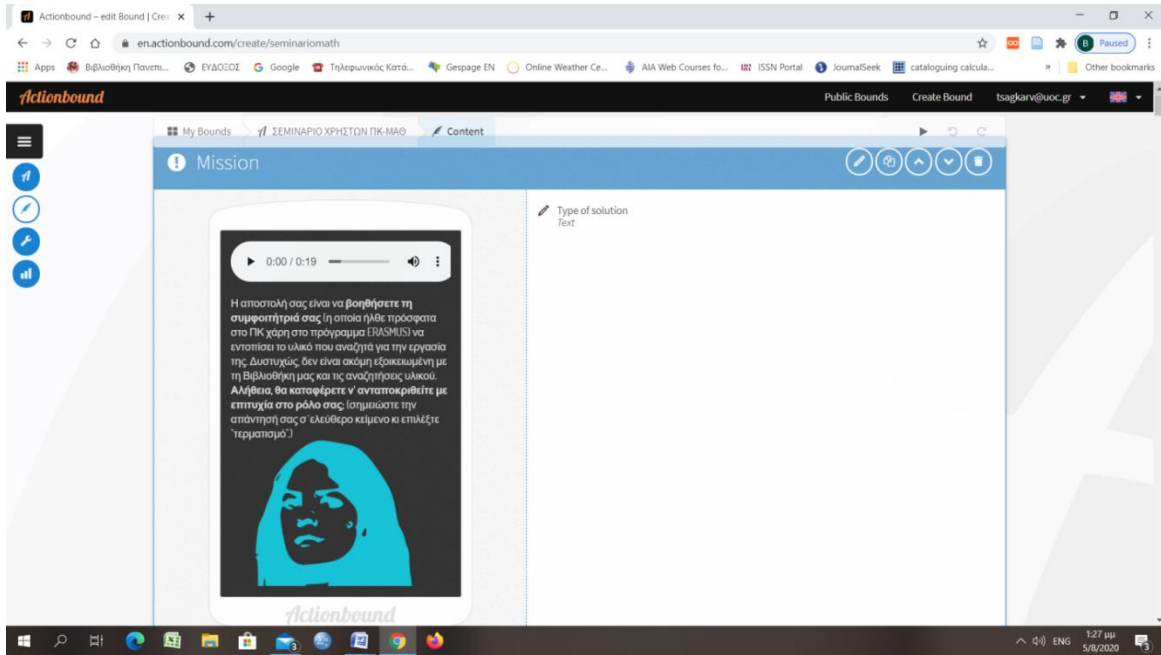 Actionbound – edit Bound | Crea
en.actionbound.com/create/seminariomath
Paused
Apps
Βιβλιοθήκη Πανεπι...
ΕΥΔΟΞΟΣ
Google
Τηλεφωνικός Κατά...
Gespage EN
Online Weather Ce...
AIA Web Courses fo...
ISSN Portal
JournalSeek
cataloguing calcula...
Other bookmarks
Actionbound
Public Bounds
Create Bound
tsagkarv@uoc.gr
My Bounds
ΣΕΜΙΝΑΡΙΟ ΧΡΗΣΤΩΝ ΠΚ-ΜΑΘ
Content
Mission
Type of solution
Text
0:00 / 0:19
Η αποστολή σας είναι να βοηθήσετε τη
συμφοιτήτριά σας (η οποία ήλθε πρόσφατα
στο ΠΚ χάρη στο πρόγραμμα ERASMUS) να
εντοπίσει το υλικό που αναζητά για την εργασία
της. Δυστυχώς, δεν είναι ακόμη εξοικειωμένη με
τη Βιβλιοθήκη μας και τις αναζητήσεις υλικού.
Αλήθεια, θα καταφέρετε ν' ανταποκριθείτε με
επιτυχία στο ρόλο σας; (σημειώστε την
απάντησή σας σ΄ελεύθερο κείμενο κι επιλέξτε
"τερματισμό".)
Actionbound
ENG
1:27 μμ
5/8/2020